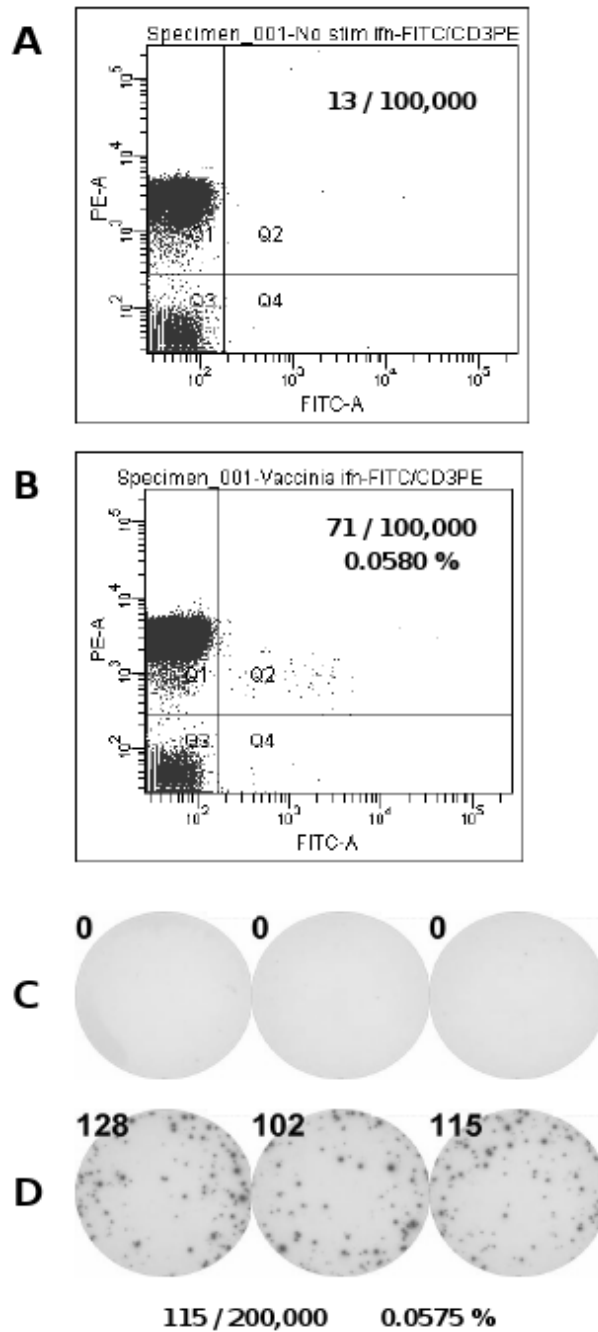 A
Specimen_001-No stim ifn-FITC/CD3PE
13 / 100,000
PE-A
10^5
10^4
10^3
10^2
Q1 Q2
Q3 Q4
10^2 10^3 10^4 10^5
FITC-A
B
Specimen_001-Vaccinia ifn-FITC/CD3PE
71 / 100,000
0.0580 %
PE-A
10^5
10^4
10^3
10^2
Q1 Q2
Q3 Q4
10^2 10^3 10^4 10^5
FITC-A
C
0 0 0
D
128 102 115
115 / 200,000 0.0575 %